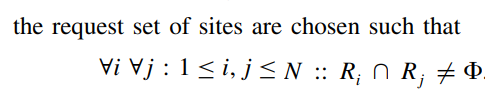 the request set of sites are chosen such that
∀i ∀j : 1 ≤ i, j ≤ N :: R_i ∩ R_j ≠ Φ.